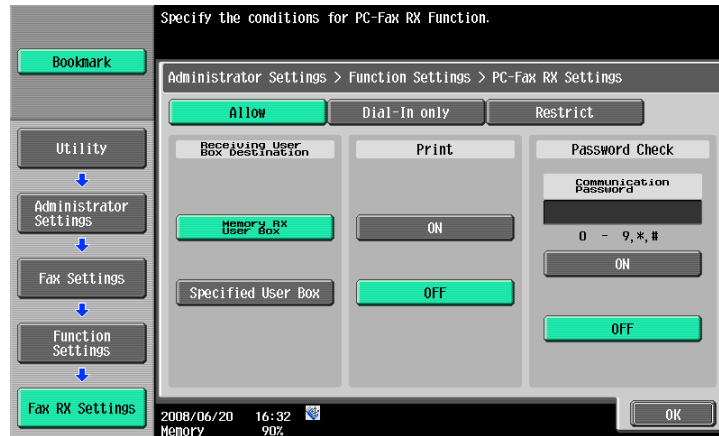 Specify the conditions for PC-Fax RX Function.
Bookmark
Administrator Settings > Function Settings > PC-Fax RX Settings
Allow
Dial-In only
Restrict
Utility
Administrator
Settings
Fax Settings
Function
Settings
Fax RX Settings
Receiving User
Box Destination
Memory RX
User Box
Specified User Box
Print
ON
OFF
Password Check
Communication
Password
0 - 9,*,#
ON
OFF
2008/06/20 16:32
Memory 90%
OK